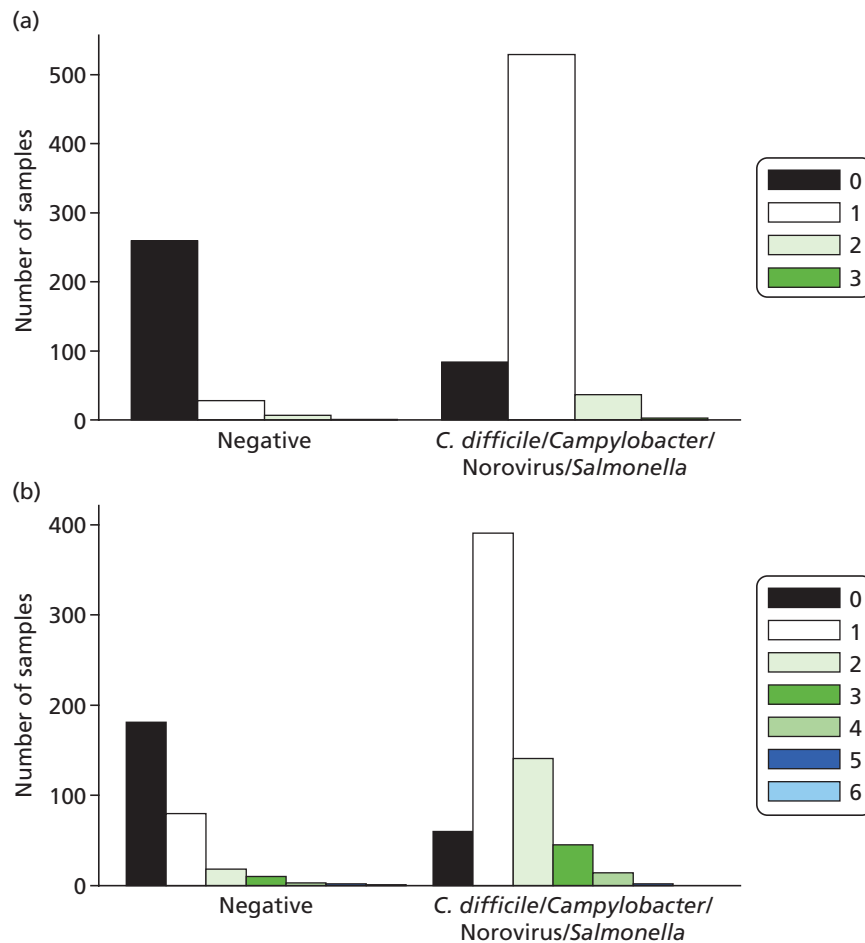 (a)
500
400
300
200
100
0
Number of samples
Negative
C. difficile/Campylobacter/
Norovirus/Salmonella
0
1
2
3
(b)
400
300
200
100
0
Number of samples
Negative
C. difficile/Campylobacter/
Norovirus/Salmonella
0
1
2
3
4
5
6